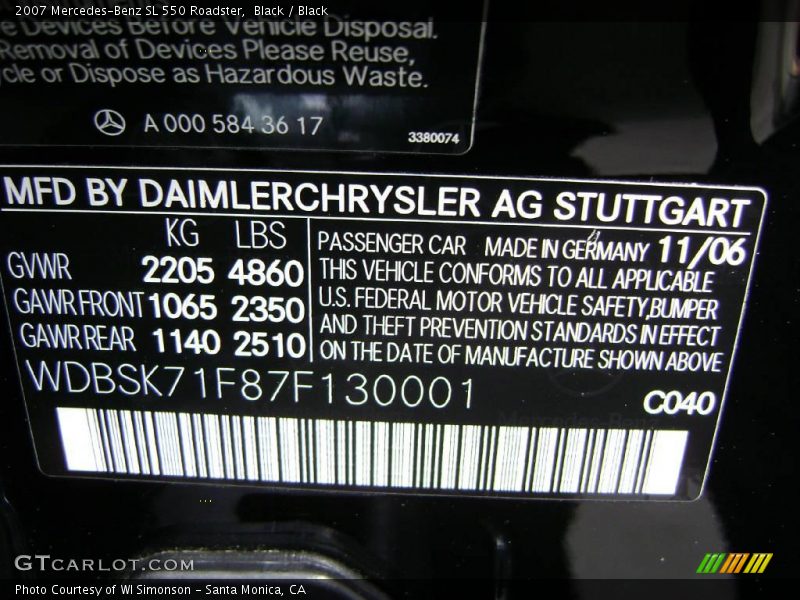 2007 Mercedes-Benz SL 550 Roadster, Black / Black
e Devices Before Vehicle Disposal.
Removal of Devices Please Reuse,
cle or Dispose as Hazardous Waste.
A 000 584 36 17
3380074
MFD BY DAIMLERCHRYSLER AG STUTTGART
KG LBS
GVWR 2205 4860
GAWR FRONT 1065 2350
GAWR REAR 1140 2510
PASSENGER CAR MADE IN GERMANY 11/06
THIS VEHICLE CONFORMS TO ALL APPLICABLE
U.S. FEDERAL MOTOR VEHICLE SAFETY, BUMPER
AND THEFT PREVENTION STANDARDS IN EFFECT
ON THE DATE OF MANUFACTURE SHOWN ABOVE
WDBSK71F87F130001
C040
GTCARLOT.COM
Photo Courtesy of WI Simonson - Santa Monica, CA